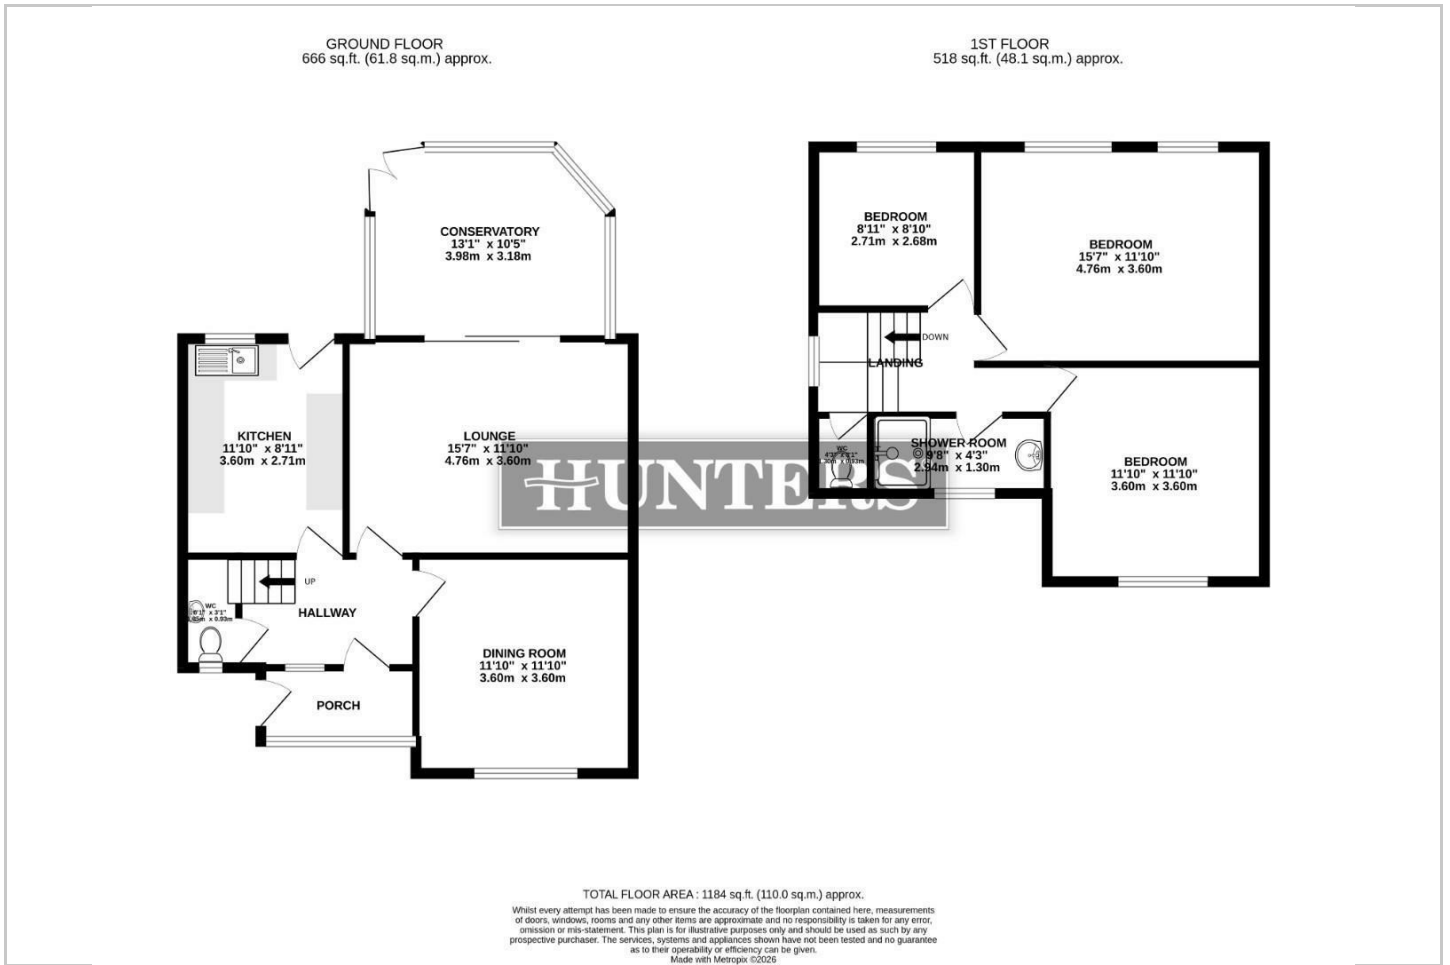 GROUND FLOOR
666 sq.ft. (61.8 sq.m.) approx.
1ST FLOOR
518 sq.ft. (48.1 sq.m.) approx.
CONSERVATORY
13'1" x 10'5"
3.98m x 3.18m
KITCHEN
11'10" x 8'11"
3.60m x 2.71m
LOUNGE
15'7" x 11'10"
4.76m x 3.60m
UP
HALLWAY
WC
x 3'1"
x 0.93m
DINING ROOM
11'10" x 11'10"
3.60m x 3.60m
PORCH
BEDROOM
8'11" x 8'10"
2.71m x 2.68m
BEDROOM
15'7" x 11'10"
4.76m x 3.60m
DOWN
LANDING
WC
SHOWER ROOM
9'8" x 4'3"
2.94m x 1.30m
BEDROOM
11'10" x 11'10"
3.60m x 3.60m
HUNTERS
TOTAL FLOOR AREA : 1184 sq.ft. (110.0 sq.m.) approx.
Whilst every attempt has been made to ensure the accuracy of the floorplan contained here, measurements
of doors, windows, rooms and any other items are approximate and no responsibility is taken for any error,
omission or mis-statement. This plan is for illustrative purposes only and should be used as such by any
prospective purchaser. The services, systems and appliances shown have not been tested and no guarantee
as to their operability or efficiency can be given.
Made with Metropix ©2026